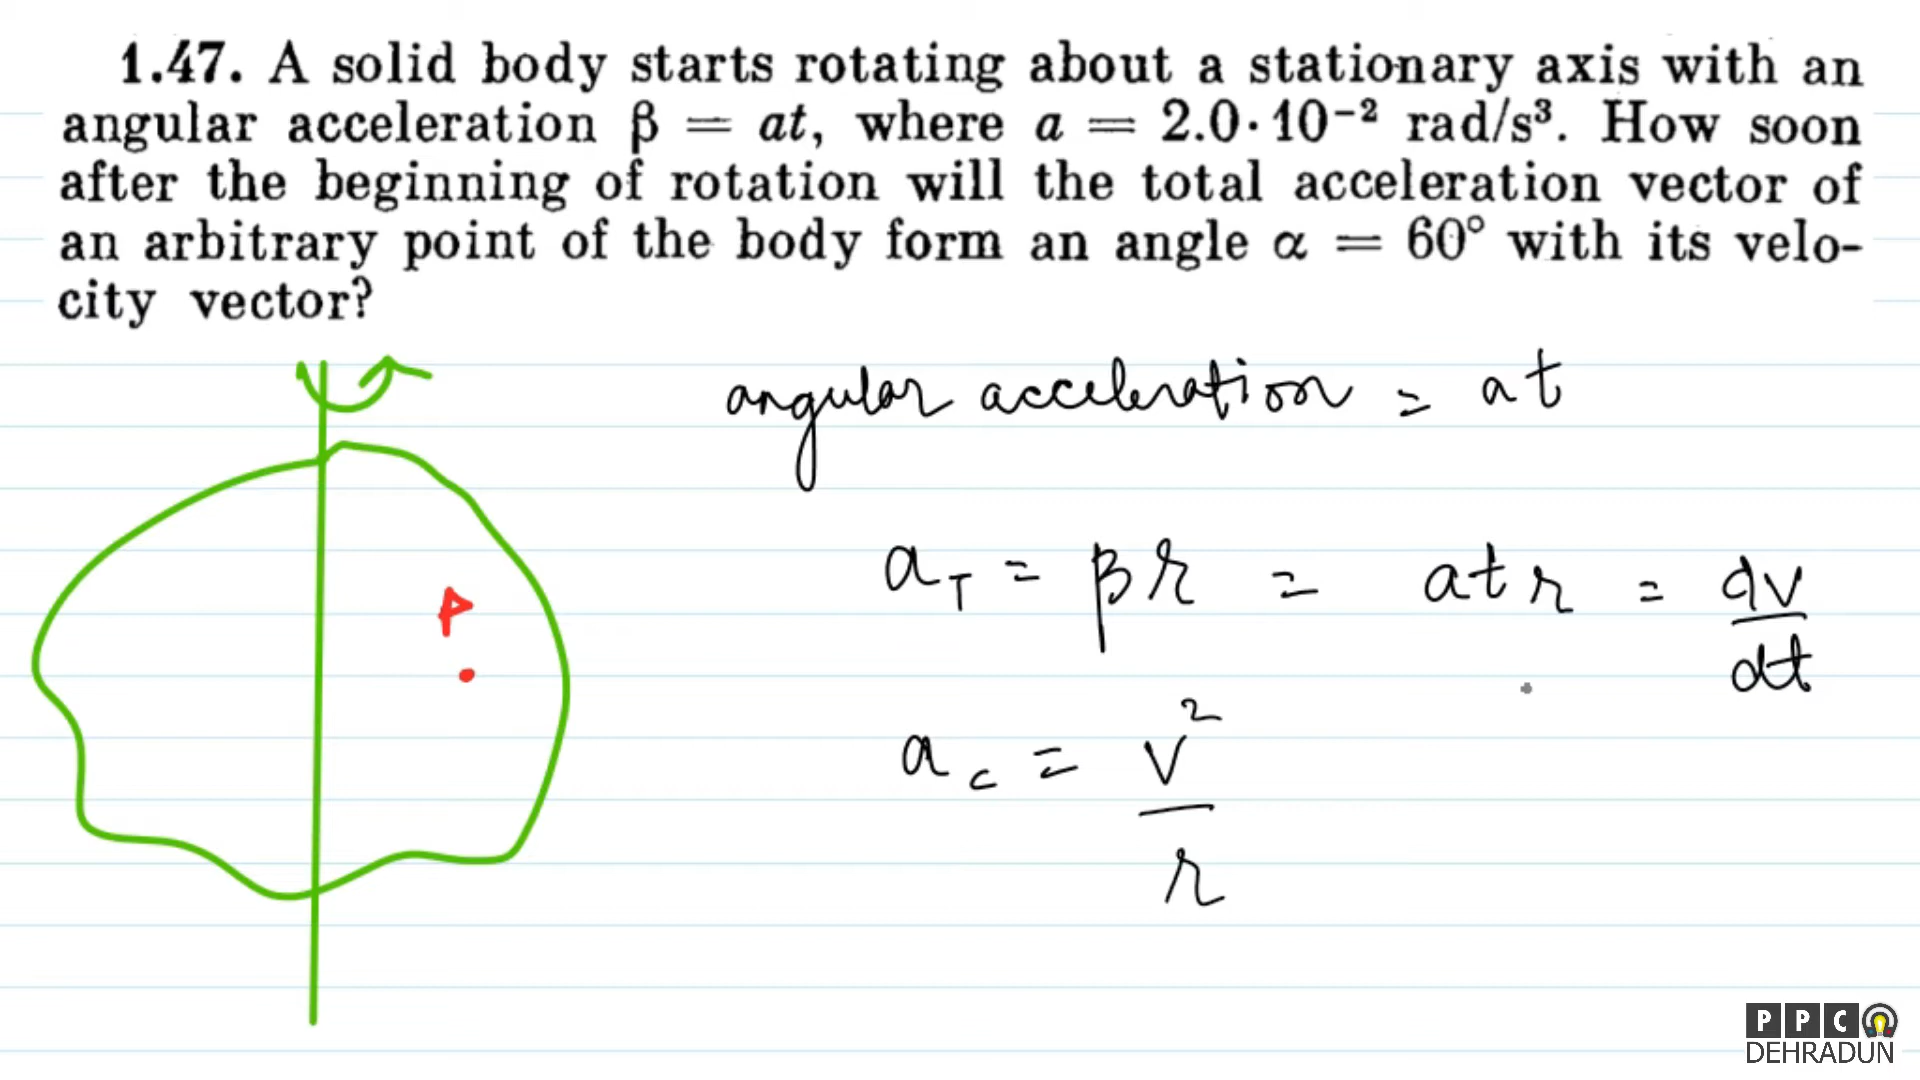 1.47. A solid body starts rotating about a stationary axis with an
angular acceleration β = at, where a = 2.0·10⁻² rad/s³. How soon
after the beginning of rotation will the total acceleration vector of
an arbitrary point of the body form an angle α = 60° with its velo-
city vector?
angular acceleration = at
a_T = βr = atr = dv/dt
P
a_c = v²/r
PPC
DEHRADUN